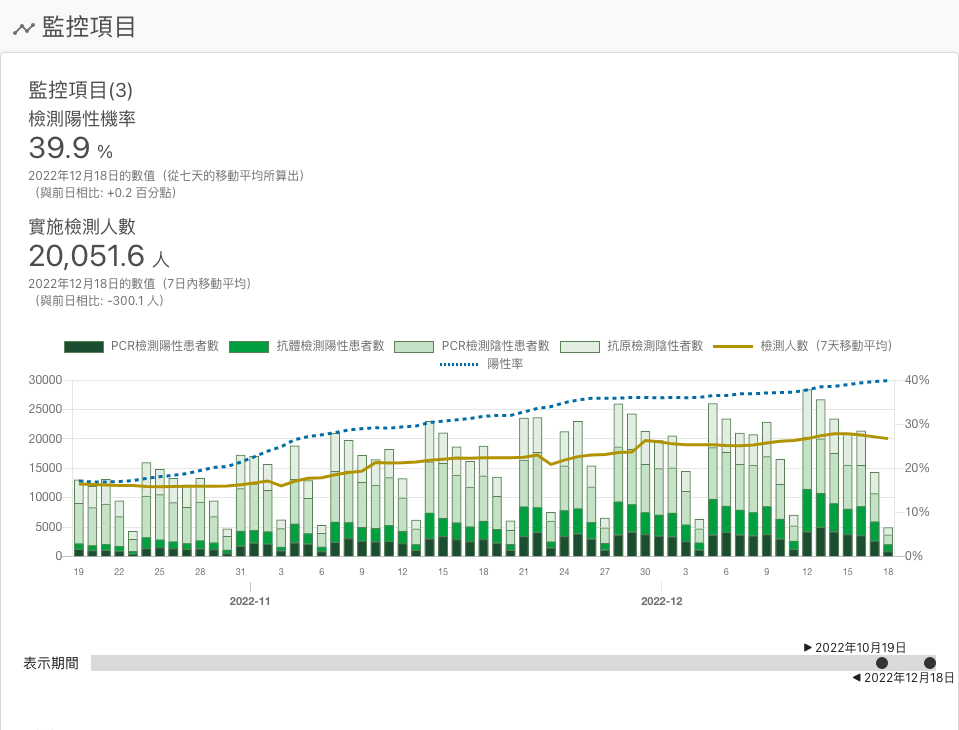 監控項目
監控項目(3)
檢測陽性機率
39.9 %
2022年12月18日的數值（從七天的移動平均所算出）
（與前日相比: +0.2 百分點）
實施檢測人數
20,051.6 人
2022年12月18日的數值（7日內移動平均）
（與前日相比: -300.1 人）
PCR檢測陽性患者數 抗體檢測陽性患者數 PCR檢測陰性患者數 抗原檢測陰性者數 檢測人數（7天移動平均）
陽性率
30000 40%
25000
20000 30%
15000 20%
10000
5000 10%
0 0%
19 22 25 28 31 3 6 9 12 15 18 21 24 27 30 3 6 9 12 15 18
2022-11 2022-12
▶ 2022年10月19日
表示期間
◀ 2022年12月18日